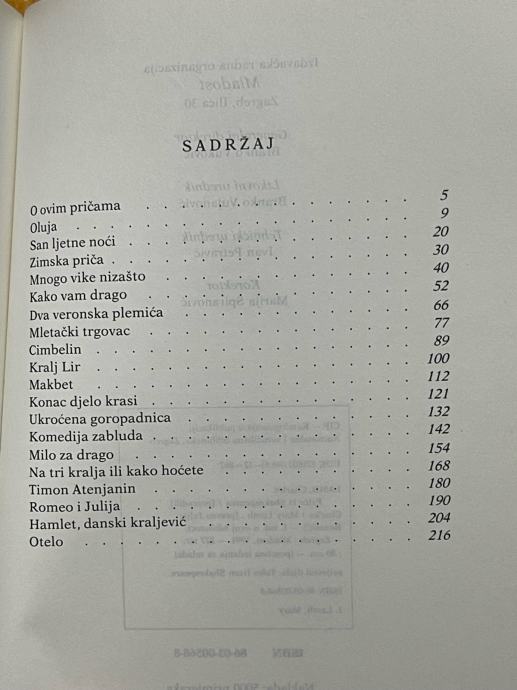 SADRŽAJ
O ovim pričama . . . . . . . . . . . . 5
Oluja . . . . . . . . . . . . . . . 9
San ljetne noći . . . . . . . . . . . . 20
Zimska priča . . . . . . . . . . . . . 30
Mnogo vike nizašto . . . . . . . . . . . 40
Kako vam drago . . . . . . . . . . . . 52
Dva veronska plemića . . . . . . . . . . 66
Mletački trgovac . . . . . . . . . . . . 77
Cimbelin . . . . . . . . . . . . . . 89
Kralj Lir . . . . . . . . . . . . . . 100
Makbet . . . . . . . . . . . . . . . 112
Konac djelo krasi . . . . . . . . . . . 121
Ukroćena goropadnica . . . . . . . . . . 132
Komedija zabluda . . . . . . . . . . . . 142
Milo za drago . . . . . . . . . . . . . 154
Na tri kralja ili kako hoćete . . . . . . . . 168
Timon Atenjanin . . . . . . . . . . . . 180
Romeo i Julija . . . . . . . . . . . . . 190
Hamlet, danski kraljević . . . . . . . . . 204
Otelo . . . . . . . . . . . . . . . 216